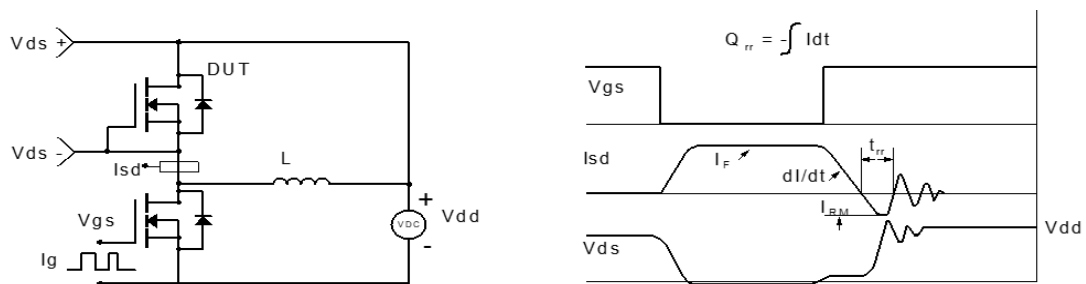 Vds +
DUT
Vds -
Isd
L
Vgs
+
VDC
Vdd
-
Ig
Q rr = -∫ Idt
Vgs
Isd
I F
dI/dt
t rr
I RM
Vds
Vdd